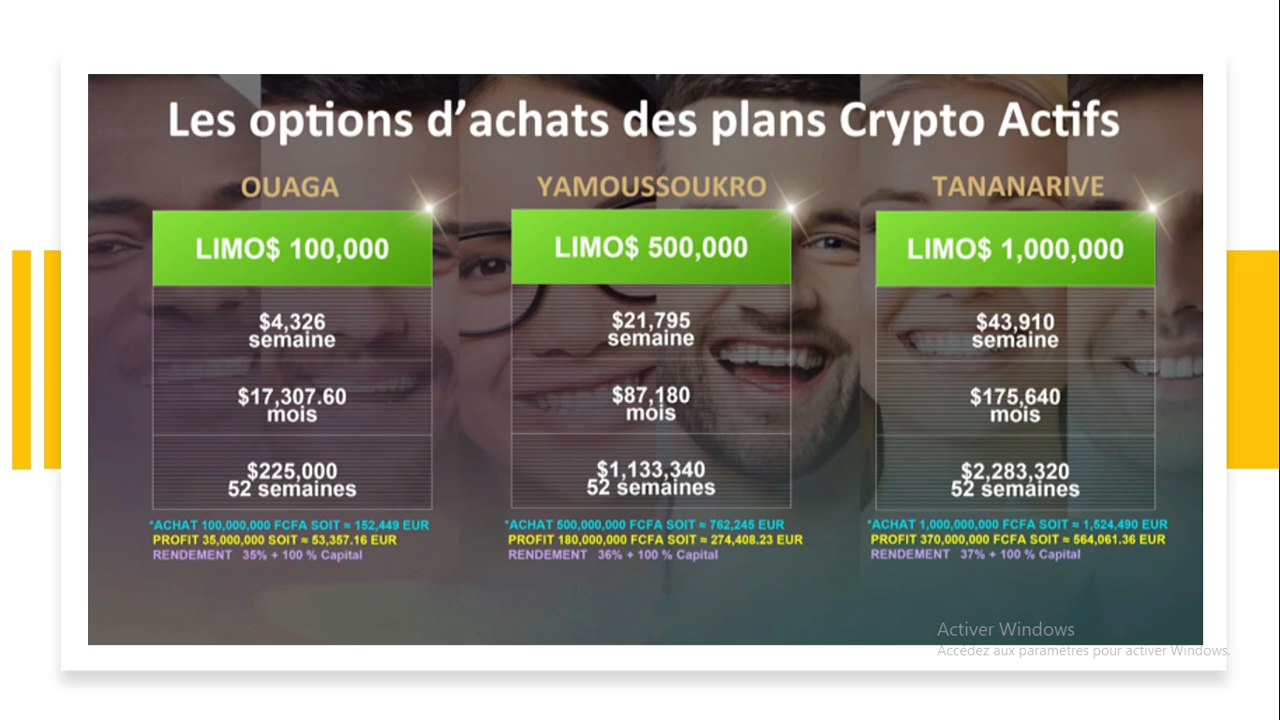 Les options d'achats des plans Crypto Actifs
OUAGA
LIMO$ 100,000
$4,326
semaine
$17,307.60
mois
$225,000
52 semaines
*ACHAT 100,000,000 FCFA SOIT ≈ 152,449 EUR
PROFIT 35,000,000 SOIT ≈ 53,357.16 EUR
RENDEMENT 35% + 100 % Capital
YAMOUSSOUKRO
LIMO$ 500,000
$21,795
semaine
$87,180
mois
$1,133,340
52 semaines
*ACHAT 500,000,000 FCFA SOIT ≈ 762,245 EUR
PROFIT 180,000,000 FCFA SOIT ≈ 274,408.23 EUR
RENDEMENT 36% + 100 % Capital
TANANARIVE
LIMO$ 1,000,000
$43,910
semaine
$175,640
mois
$2,283,320
52 semaines
*ACHAT 1,000,000,000 FCFA SOIT ≈ 1,524,490 EUR
PROFIT 370,000,000 FCFA SOIT ≈ 564,061.36 EUR
RENDEMENT 37% + 100 % Capital
Activer Windows
Accédez aux paramètres pour activer Windows.